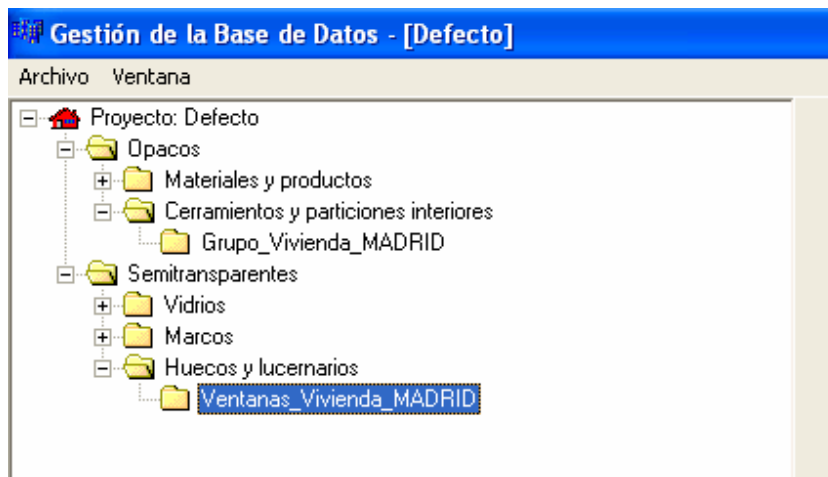 Gestión de la Base de Datos - [Defecto]
Archivo Ventana
Proyecto: Defecto
Opacos
Materiales y productos
Cerramientos y particiones interiores
Grupo_Vivienda_MADRID
Semitransparentes
Vidrios
Marcos
Huecos y lucernarios
Ventanas_Vivienda_MADRID